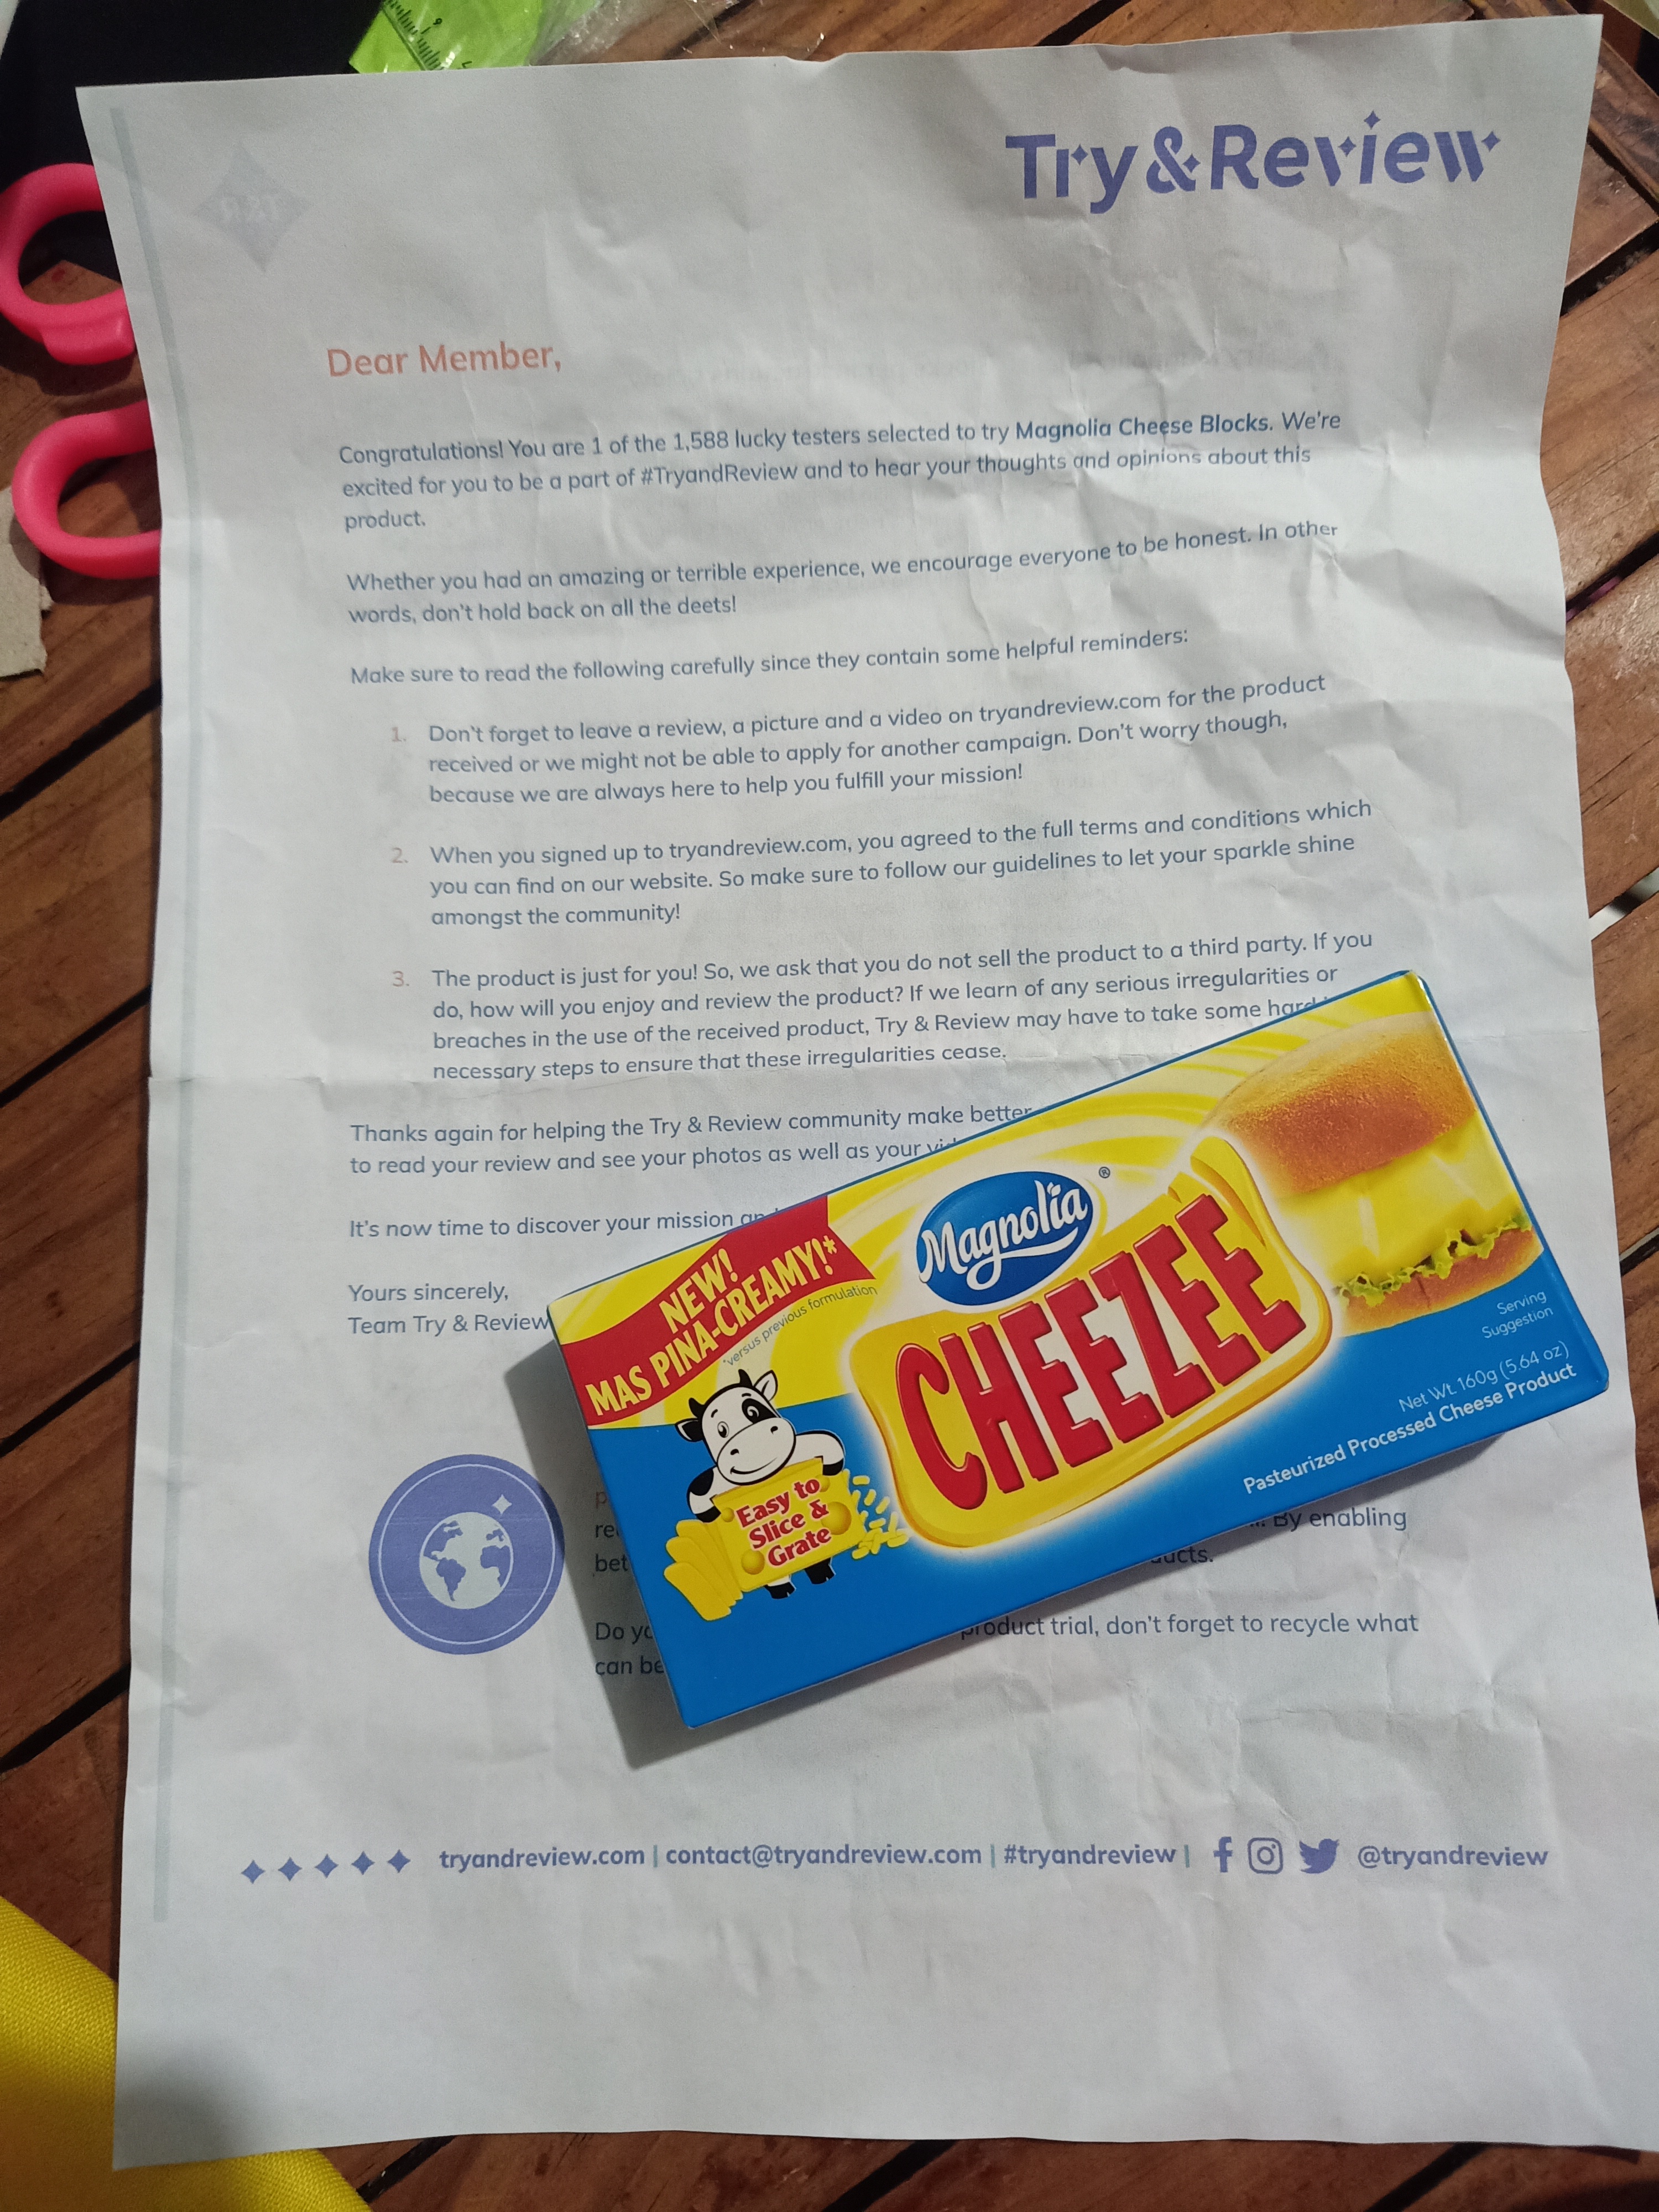 Try&Review
Dear Member,
Congratulations! You are 1 of the 1,588 lucky testers selected to try Magnolia Cheese Blocks. We're
excited for you to be a part of #TryandReview and to hear your thoughts and opinions about this
product.
Whether you had an amazing or terrible experience, we encourage everyone to be honest. In other
words, don't hold back on all the deets!
Make sure to read the following carefully since they contain some helpful reminders:
1. Don't forget to leave a review, a picture and a video on tryandreview.com for the product
received or we might not be able to apply for another campaign. Don't worry though,
because we are always here to help you fulfill your mission!
2. When you signed up to tryandreview.com, you agreed to the full terms and conditions which
you can find on our website. So make sure to follow our guidelines to let your sparkle shine
amongst the community!
3. The product is just for you! So, we ask that you do not sell the product to a third party. If you
do, how will you enjoy and review the product? If we learn of any serious irregularities or
breaches in the use of the received product, Try & Review may have to take some
necessary steps to ensure that these irregularities cease.
Thanks again for helping the Try & Review community make better
to read your review and see your photos as well as your
It's now time to discover your mission
Yours sincerely,
Team Try & Review
NEW!
MAS PINA-CREAMY!*
*versus previous formulation
Magnolia®
CHEEZEE
Easy to
Slice &
Grate
Serving
Suggestion
Net Wt. 160g (5.64 oz)
Pasteurized Processed Cheese Product
By enabling
Do
product trial, don't forget to recycle what
can be
tryandreview.com | contact@tryandreview.com | #tryandreview | @tryandreview